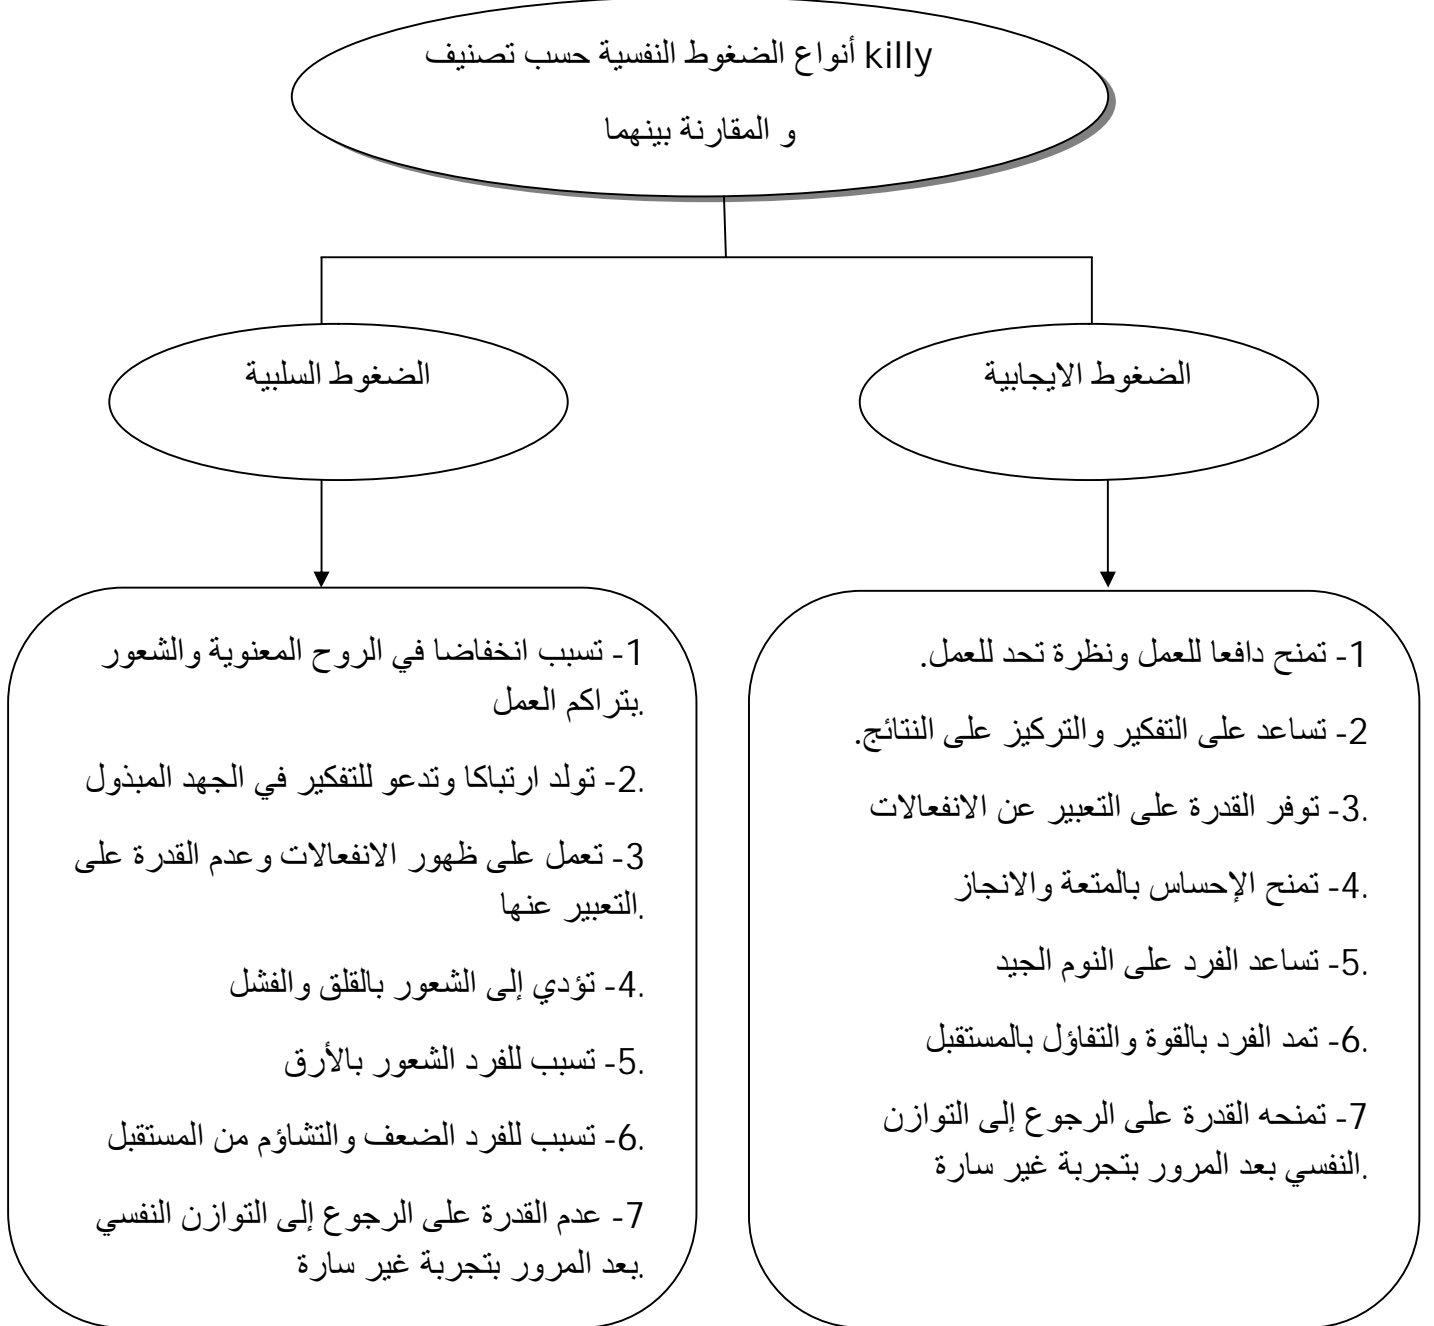 أنواع الضغوط النفسية حسب تصنيف killy
و المقارنة بينهما
الضغوط الايجابية
الضغوط السلبية
1- تمنح دافعا للعمل ونظرة تحد للعمل.
2- تساعد على التفكير والتركيز على النتائج.
3- توفر القدرة على التعبير عن الانفعالات.
4- تمنح الإحساس بالمتعة والانجاز.
5- تساعد الفرد على النوم الجيد.
6- تمد الفرد بالقوة والتفاؤل بالمستقبل.
7- تمنحه القدرة على الرجوع إلى التوازن
النفسي بعد المرور بتجربة غير سارة.
1- تسبب انخفاضا في الروح المعنوية والشعور
بتراكم العمل.
2- تولد ارتباكا وتدعو للتفكير في الجهد المبذول.
3- تعمل على ظهور الانفعالات وعدم القدرة على
التعبير عنها.
4- تؤدي إلى الشعور بالقلق والفشل.
5- تسبب للفرد الشعور بالأرق.
6- تسبب للفرد الضعف والتشاؤم من المستقبل.
7- عدم القدرة على الرجوع إلى التوازن النفسي
بعد المرور بتجربة غير سارة.